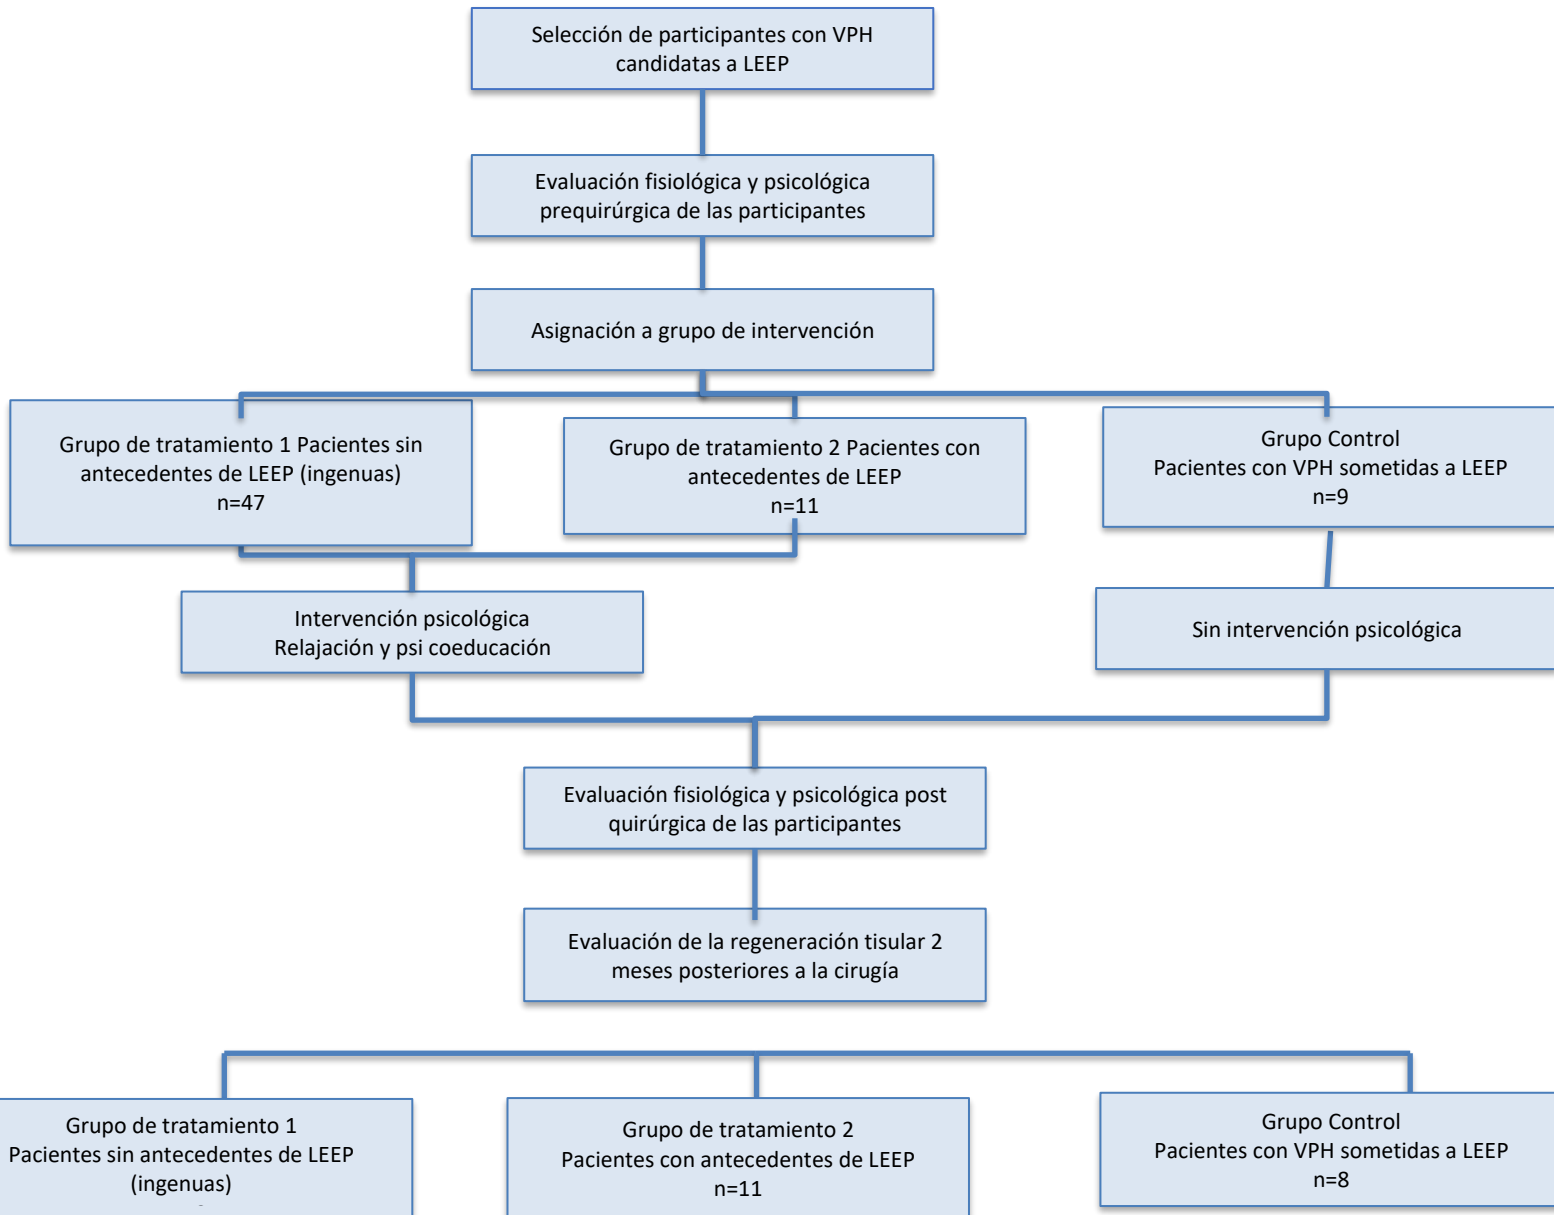 Selección de participantes con VPH
candidatas a LEEP
Evaluación fisiológica y psicológica
prequirúrgica de las participantes
Asignación a grupo de intervención
Grupo de tratamiento 1 Pacientes sin
antecedentes de LEEP (ingenuas)
n=47
Grupo de tratamiento 2 Pacientes con
antecedentes de LEEP
n=11
Grupo Control
Pacientes con VPH sometidas a LEEP
n=9
Intervención psicológica
Relajación y psi coeducación
Sin intervención psicológica
Evaluación fisiológica y psicológica post
quirúrgica de las participantes
Evaluación de la regeneración tisular 2
meses posteriores a la cirugía
Grupo de tratamiento 1
Pacientes sin antecedentes de LEEP
(ingenuas)
Grupo de tratamiento 2
Pacientes con antecedentes de LEEP
n=11
Grupo Control
Pacientes con VPH sometidas a LEEP
n=8